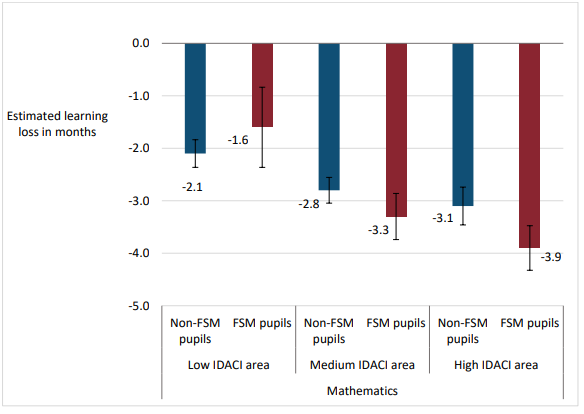 0.0
-1.0
-2.0
-3.0
-4.0
-5.0
Estimated learning
loss in months
-2.1
-1.6
-2.8
-3.3
-3.1
-3.9
Non-FSM
pupils
FSM pupils
Non-FSM
pupils
FSM pupils
Non-FSM
pupils
FSM pupils
Low IDACI area
Medium IDACI area
High IDACI area
Mathematics